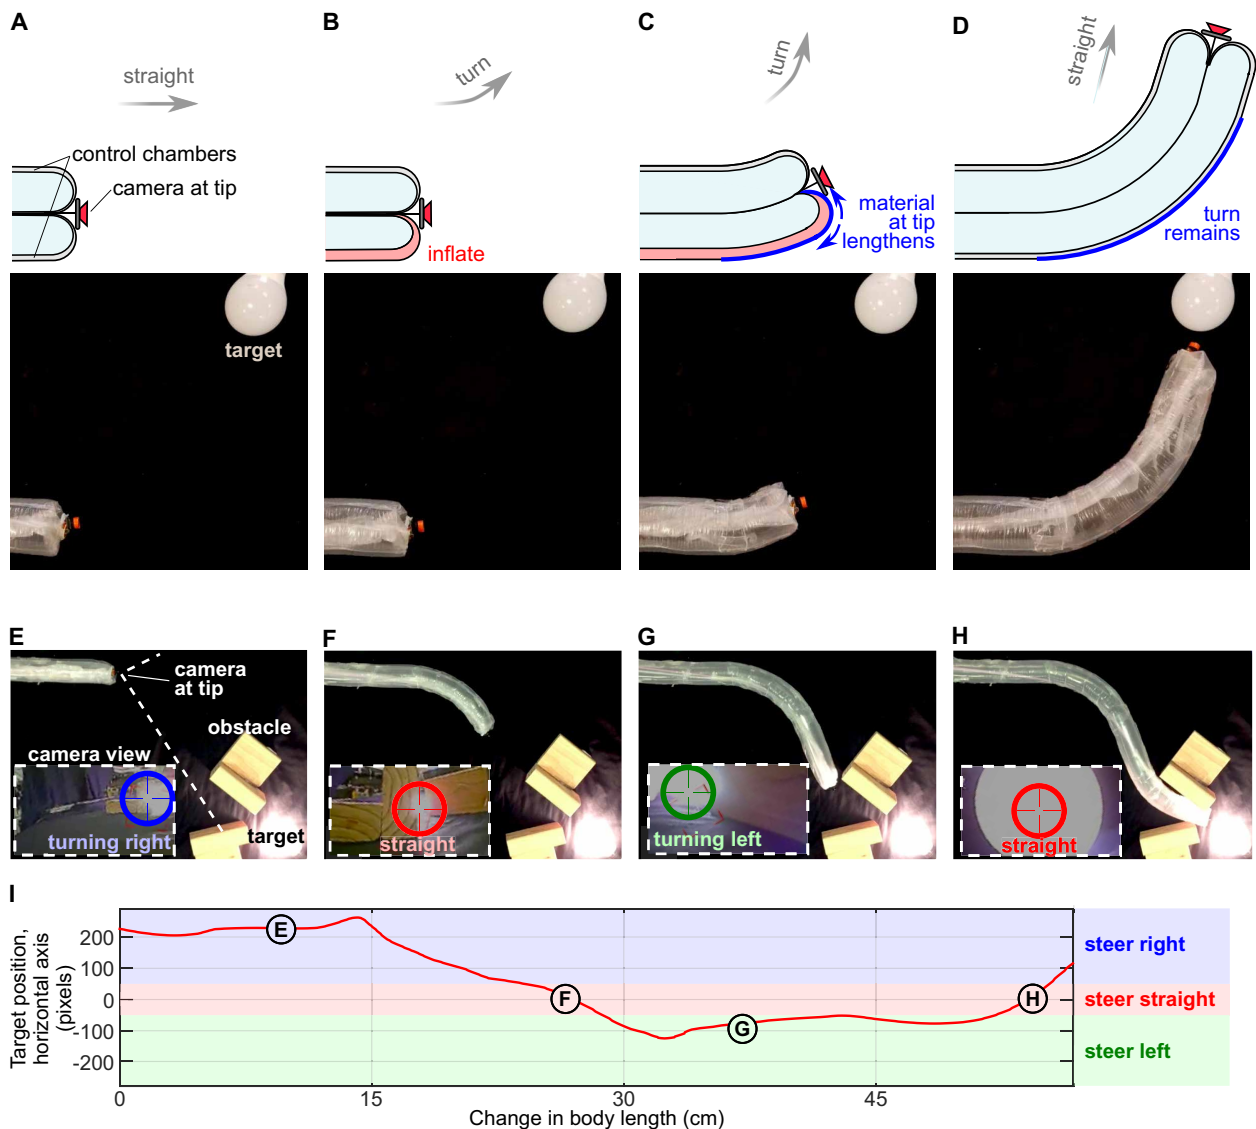 A
B
C
D
straight
turn
turn
straight
control chambers
camera at tip
inflate
material
at tip
lengthens
turn
remains
target
E
F
G
H
camera
at tip
obstacle
camera view
turning right
target
straight
turning left
straight
I
Target position,
horizontal axis
(pixels)
200
100
0
-100
-200
E
F
G
H
steer right
steer straight
steer left
0
15
30
45
Change in body length (cm)